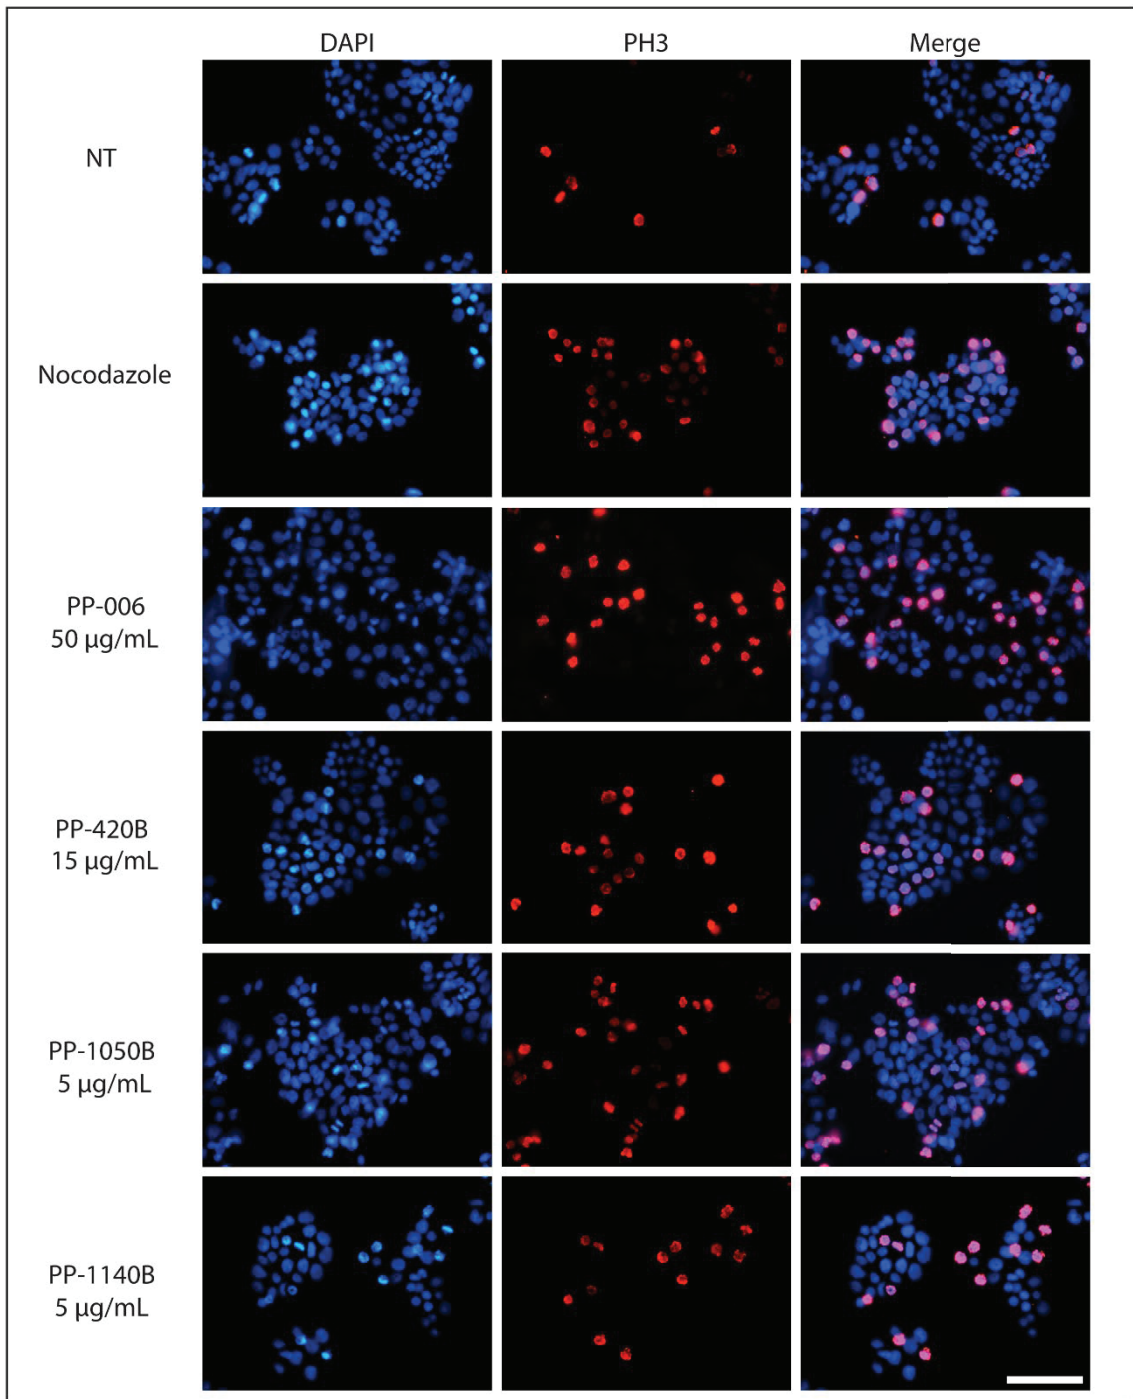 DAPI PH3 Merge
NT
Nocodazole
PP-006
50 µg/mL
PP-420B
15 µg/mL
PP-1050B
5 µg/mL
PP-1140B
5 µg/mL